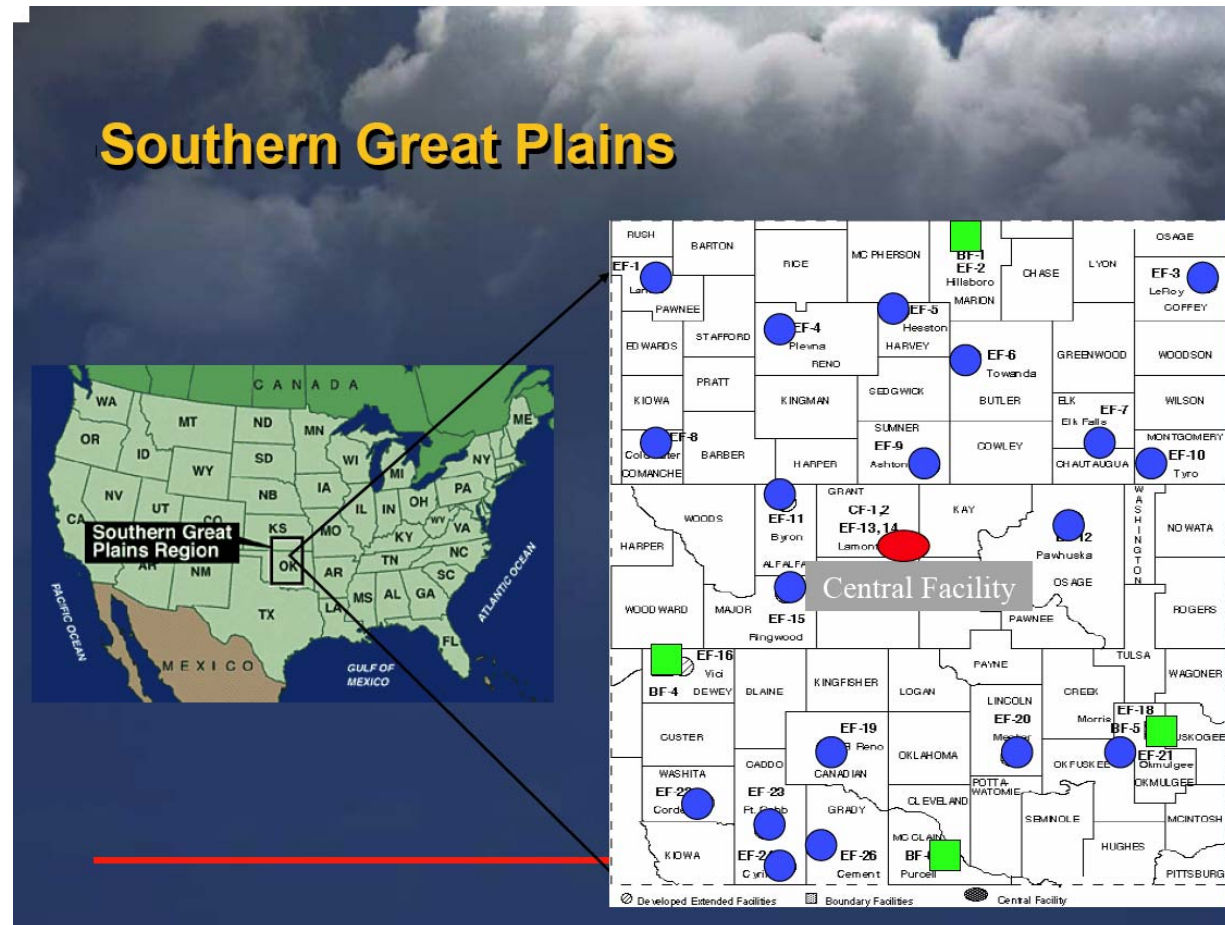 Southern Great Plains
CANADA
WA
MT
ND
MN
ME
OR
ID
SD
WI
MI
NY
WY
IA
PA
NV
NB
IL
IN
OH
UT
CO
KS
MO
WV
VA
KY
CA
Southern Great
Plains Region
OK
AR
TN
NC
AR
NM
SC
MS
AL
GA
TX
LA
FL
PACIFIC OCEAN
ATLANTIC OCEAN
MEXICO
GULF OF
MEXICO
RUSH
BARTON
RICE
MC PHERSON
BF-1
EF-2
Hillsboro
MARION
CHASE
LYON
OSAGE
EF-1
PAWNEE
EF-3
LeRoy
COFFEY
EDWARDS
STAFFORD
EF-4
Plevna
RENO
EF-5
Hesston
HARVEY
EF-6
Towanda
GREENWOOD
WOODSON
PRATT
KIOWA
KINGMAN
SEDGWICK
BUTLER
ELK
EF-7
Elk Falls
WILSON
EF-8
COMANCHE
BARBER
HARPER
SUMNER
EF-9
Ashton
COWLEY
CHAUTAUQUA
MONTGOMERY
EF-10
Tyro
WOODS
EF-11
Byron
GRANT
CF-1,2
EF-13, 14
Lamont
KAY
WASHINGTON
NOWATA
HARPER
ALFALFA
Pawhuska
OSAGE
Central Facility
WOODWARD
MAJOR
EF-15
Ringwood
PAWNEE
ROGERS
EF-16
Vici
BF-4
DEWEY
BLAINE
KINGFISHER
LOGAN
PAYNE
TULSA
WAGONER
LINCOLN
EF-20
CREEK
Morris
EF-18
BF-5
CUSTER
EF-19
CANADIAN
OKLAHOMA
OKFUSKEE
EF-21
Okmulgee
OKMULGEE
WASHITA
CADDO
EF-23
POTTA-
WATOMIE
GRADY
CLEVELAND
SEMINOLE
MCINTOSH
KIOWA
EF-26
Cement
MC CLAIN
Purcell
HUGHES
PITTSBURG
Developed Extended Facilities
Boundary Facilities
Central Facility